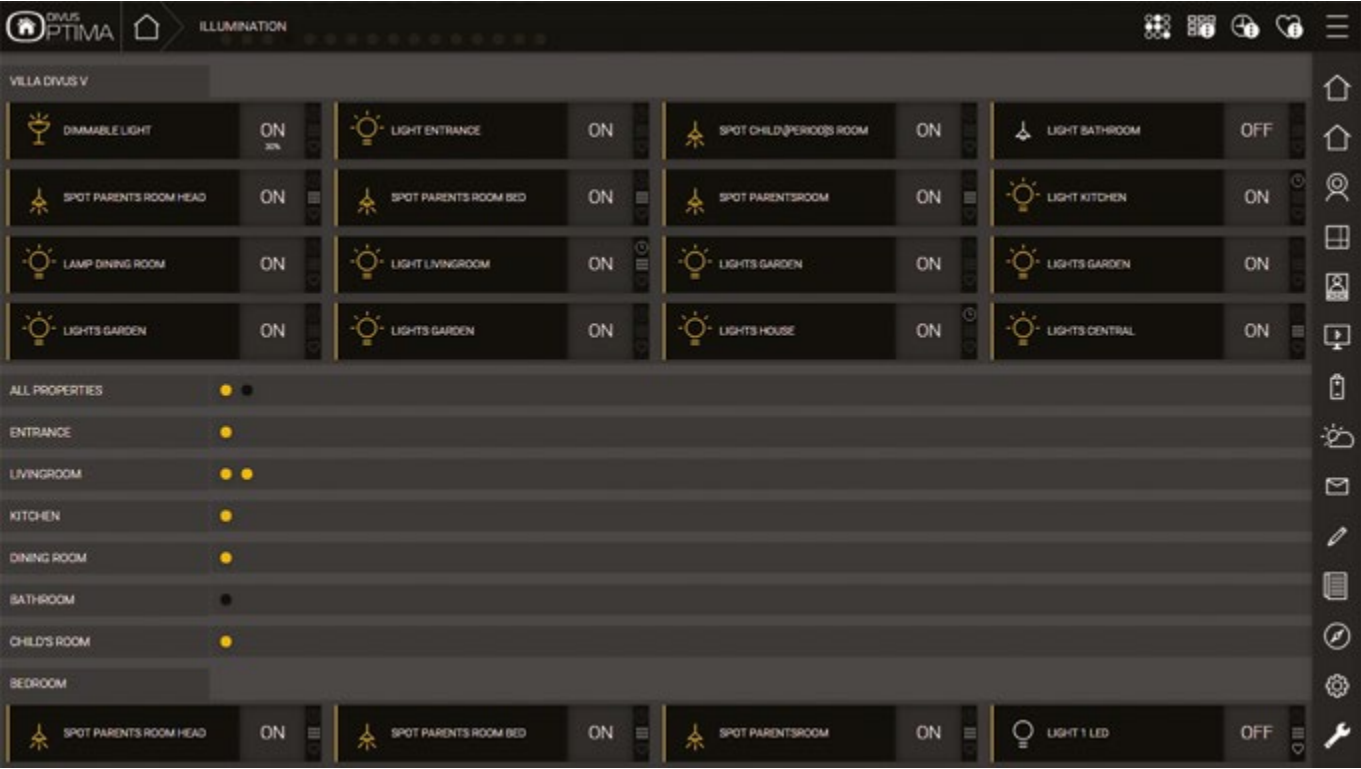 DIVUS
OPTIMA
ILLUMINATION
VILLA DIVUS V
DIMMABLE LIGHT ON 30% LIGHT ENTRANCE ON SPOT CHILD\[PERIOD]S ROOM ON LIGHT BATHROOM OFF
SPOT PARENTS ROOM HEAD ON SPOT PARENTS ROOM BED ON SPOT PARENTSROOM ON LIGHT KITCHEN ON
LAMP DINING ROOM ON LIGHT LIVINGROOM ON LIGHTS GARDEN ON LIGHTS GARDEN ON
LIGHTS GARDEN ON LIGHTS GARDEN ON LIGHTS HOUSE ON LIGHTS CENTRAL ON
ALL PROPERTIES
ENTRANCE
LIVINGROOM
KITCHEN
DINING ROOM
BATHROOM
CHILD'S ROOM
BEDROOM
SPOT PARENTS ROOM HEAD ON SPOT PARENTS ROOM BED ON SPOT PARENTSROOM ON LIGHT 1 LED OFF